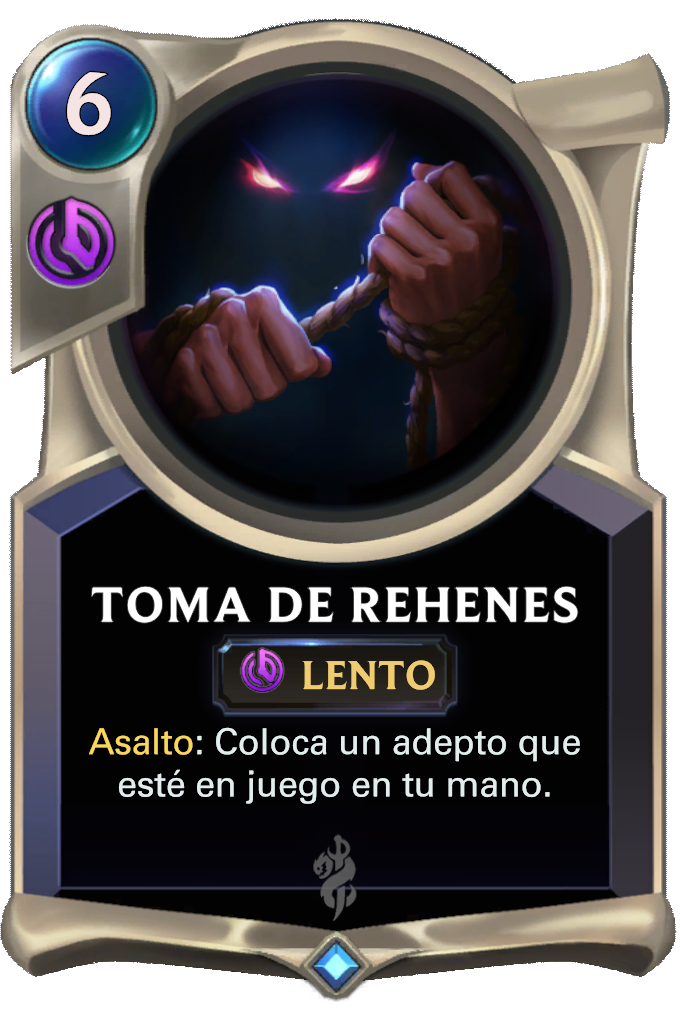 6
TOMA DE REHENES
LENTO
Asalto: Coloca un adepto que
esté en juego en tu mano.